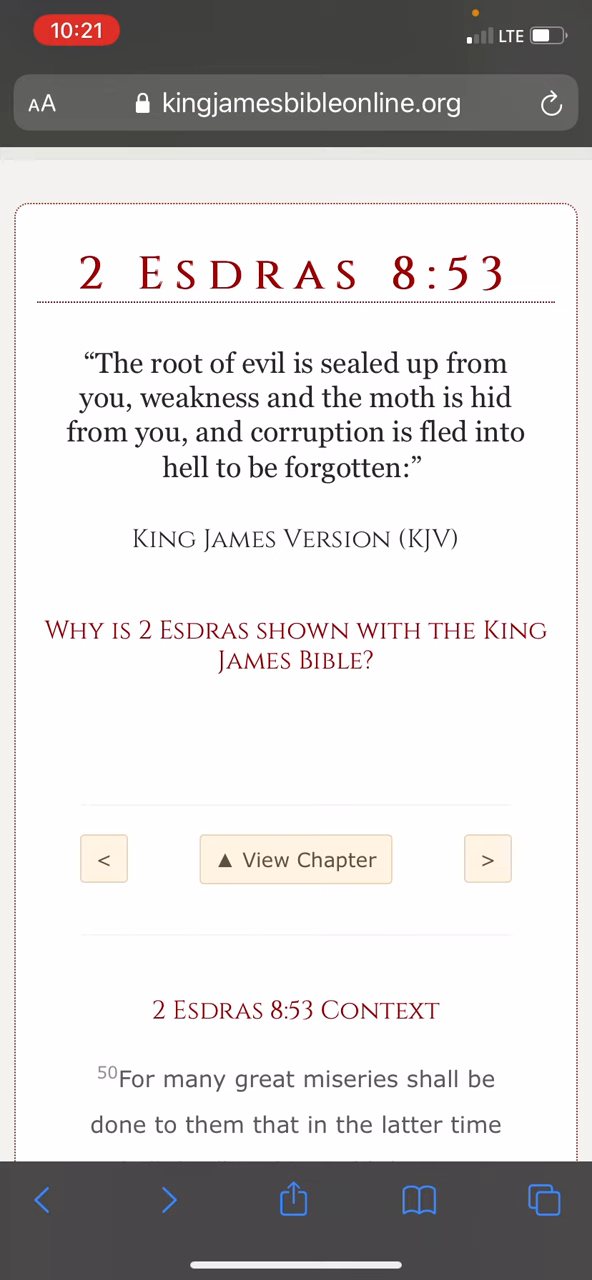 10:21
LTE
AA kingjamesbibleonline.org
2 Esdras 8:53
“The root of evil is sealed up from
you, weakness and the moth is hid
from you, and corruption is fled into
hell to be forgotten:”
King James Version (KJV)
Why is 2 Esdras shown with the King
James Bible?
< ▲ View Chapter >
2 Esdras 8:53 Context
50For many great miseries shall be
done to them that in the latter time